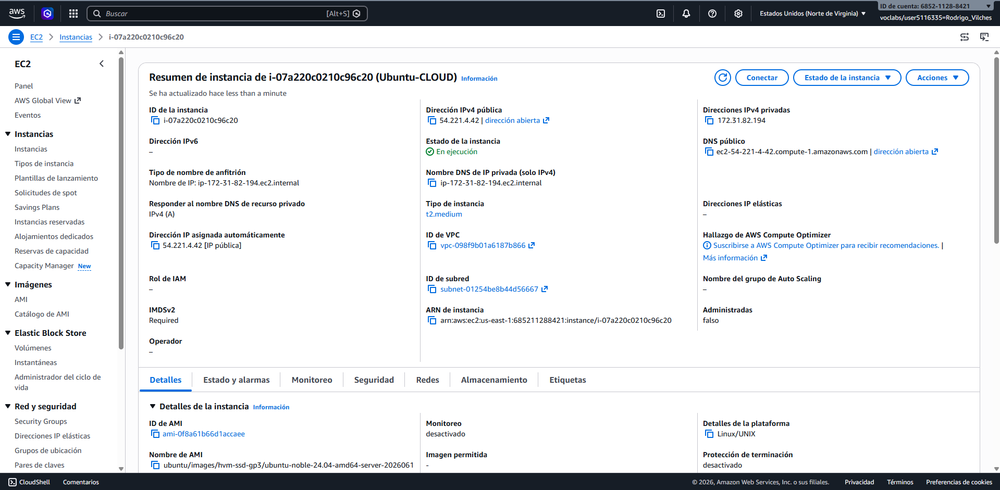 aws
Buscar
[Alt+S]
Estados Unidos (Norte de Virginia)
ID de cuenta: 6852-1128-8421
voclabs/user5116335=Rodrigo_Vilches
EC2
Instancias
i-07a220c0210c96c20
EC2
Panel
AWS Global View
Eventos
Instancias
Instancias
Tipos de instancia
Plantillas de lanzamiento
Solicitudes de spot
Savings Plans
Instancias reservadas
Alojamientos dedicados
Reservas de capacidad
Capacity Manager New
Imágenes
AMI
Catálogo de AMI
Elastic Block Store
Volúmenes
Instantáneas
Administrador del ciclo de
vida
Red y seguridad
Security Groups
Direcciones IP elásticas
Grupos de ubicación
Pares de claves
Resumen de instancia de i-07a220c0210c96c20 (Ubuntu-CLOUD) Información
Conectar
Estado de la instancia
Acciones
Se ha actualizado hace less than a minute
ID de la instancia
i-07a220c0210c96c20
Dirección IPv4 pública
54.221.4.42 | dirección abierta
Direcciones IPv4 privadas
172.31.82.194
Dirección IPv6
–
Estado de la instancia
En ejecución
DNS público
ec2-54-221-4-42.compute-1.amazonaws.com | dirección abierta
Tipo de nombre de anfitrión
Nombre de IP: ip-172-31-82-194.ec2.internal
Nombre DNS de IP privada (solo IPv4)
ip-172-31-82-194.ec2.internal
Responder al nombre DNS de recurso privado
IPv4 (A)
Tipo de instancia
t2.medium
Direcciones IP elásticas
–
Dirección IP asignada automáticamente
54.221.4.42 [IP pública]
ID de VPC
vpc-098f9b01a6187b866
Hallazgo de AWS Compute Optimizer
Suscribirse a AWS Compute Optimizer para recibir recomendaciones. |
Más información
Rol de IAM
–
ID de subred
subnet-01254be8b44d56667
Nombre del grupo de Auto Scaling
–
IMDSv2
Required
ARN de instancia
arn:aws:ec2:us-east-1:685211288421:instance/i-07a220c0210c96c20
Administradas
falso
Operador
–
Detalles
Estado y alarmas
Monitoreo
Seguridad
Redes
Almacenamiento
Etiquetas
Detalles de la instancia Información
ID de AMI
ami-0f8a61b66d1accaee
Monitoreo
desactivado
Detalles de la plataforma
Linux/UNIX
Nombre de AMI
ubuntu/images/hvm-ssd-gp3/ubuntu-noble-24.04-amd64-server-2026061
Imagen permitida
-
Protección de terminación
desactivado
CloudShell
Comentarios
© 2026, Amazon Web Services, Inc. o sus filiales.
Privacidad
Términos
Preferencias de cookies